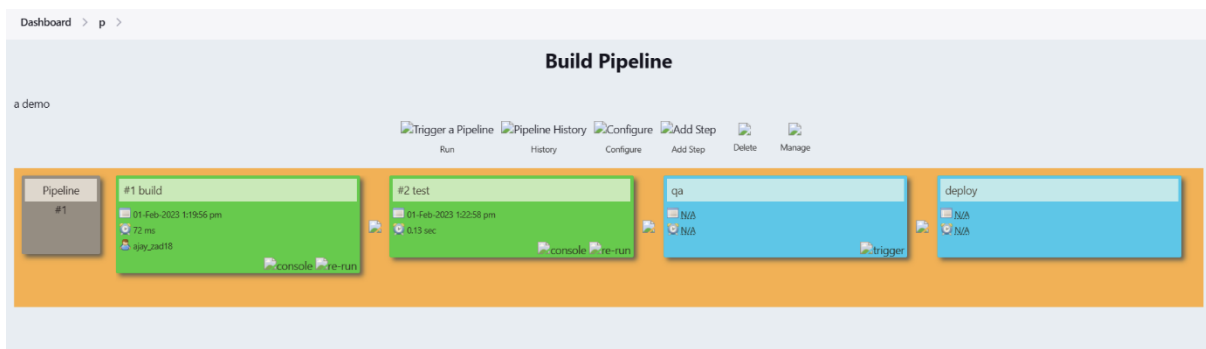 Dashboard > p >
Build Pipeline
a demo
Trigger a Pipeline Pipeline History Configure Add Step
Run History Configure Add Step Delete Manage
Pipeline #1 build #2 test qa deploy
#1 01-Feb-2023 1:19:56 pm 01-Feb-2023 1:22:58 pm N/A N/A
72 ms 0.13 sec N/A N/A
ajay_zad18
console re-run console re-run trigger